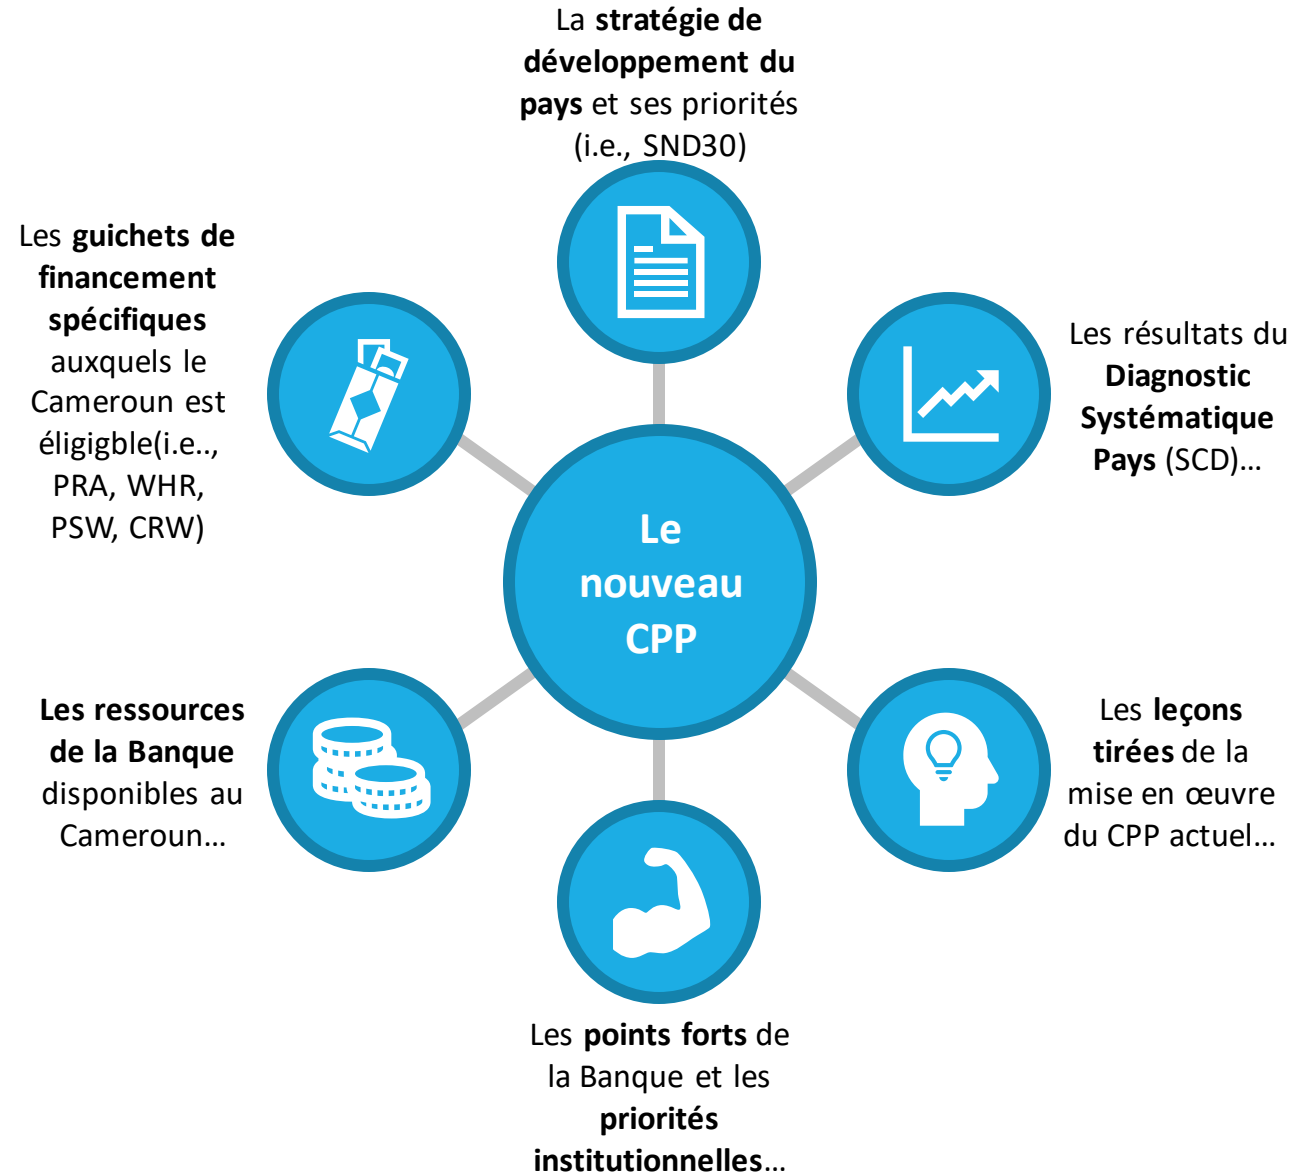 La stratégie de
développement du
pays et ses priorités
(i.e., SND30)
Les guichets de
financement
spécifiques
auxquels le
Cameroun est
éligigble(i.e..,
PRA, WHR,
PSW, CRW)
Les résultats du
Diagnostic
Systématique
Pays (SCD)…
Le
nouveau
CPP
Les ressources
de la Banque
disponibles au
Cameroun…
Les leçons
tirées de la
mise en œuvre
du CPP actuel…
Les points forts de
la Banque et les
priorités
institutionnelles…